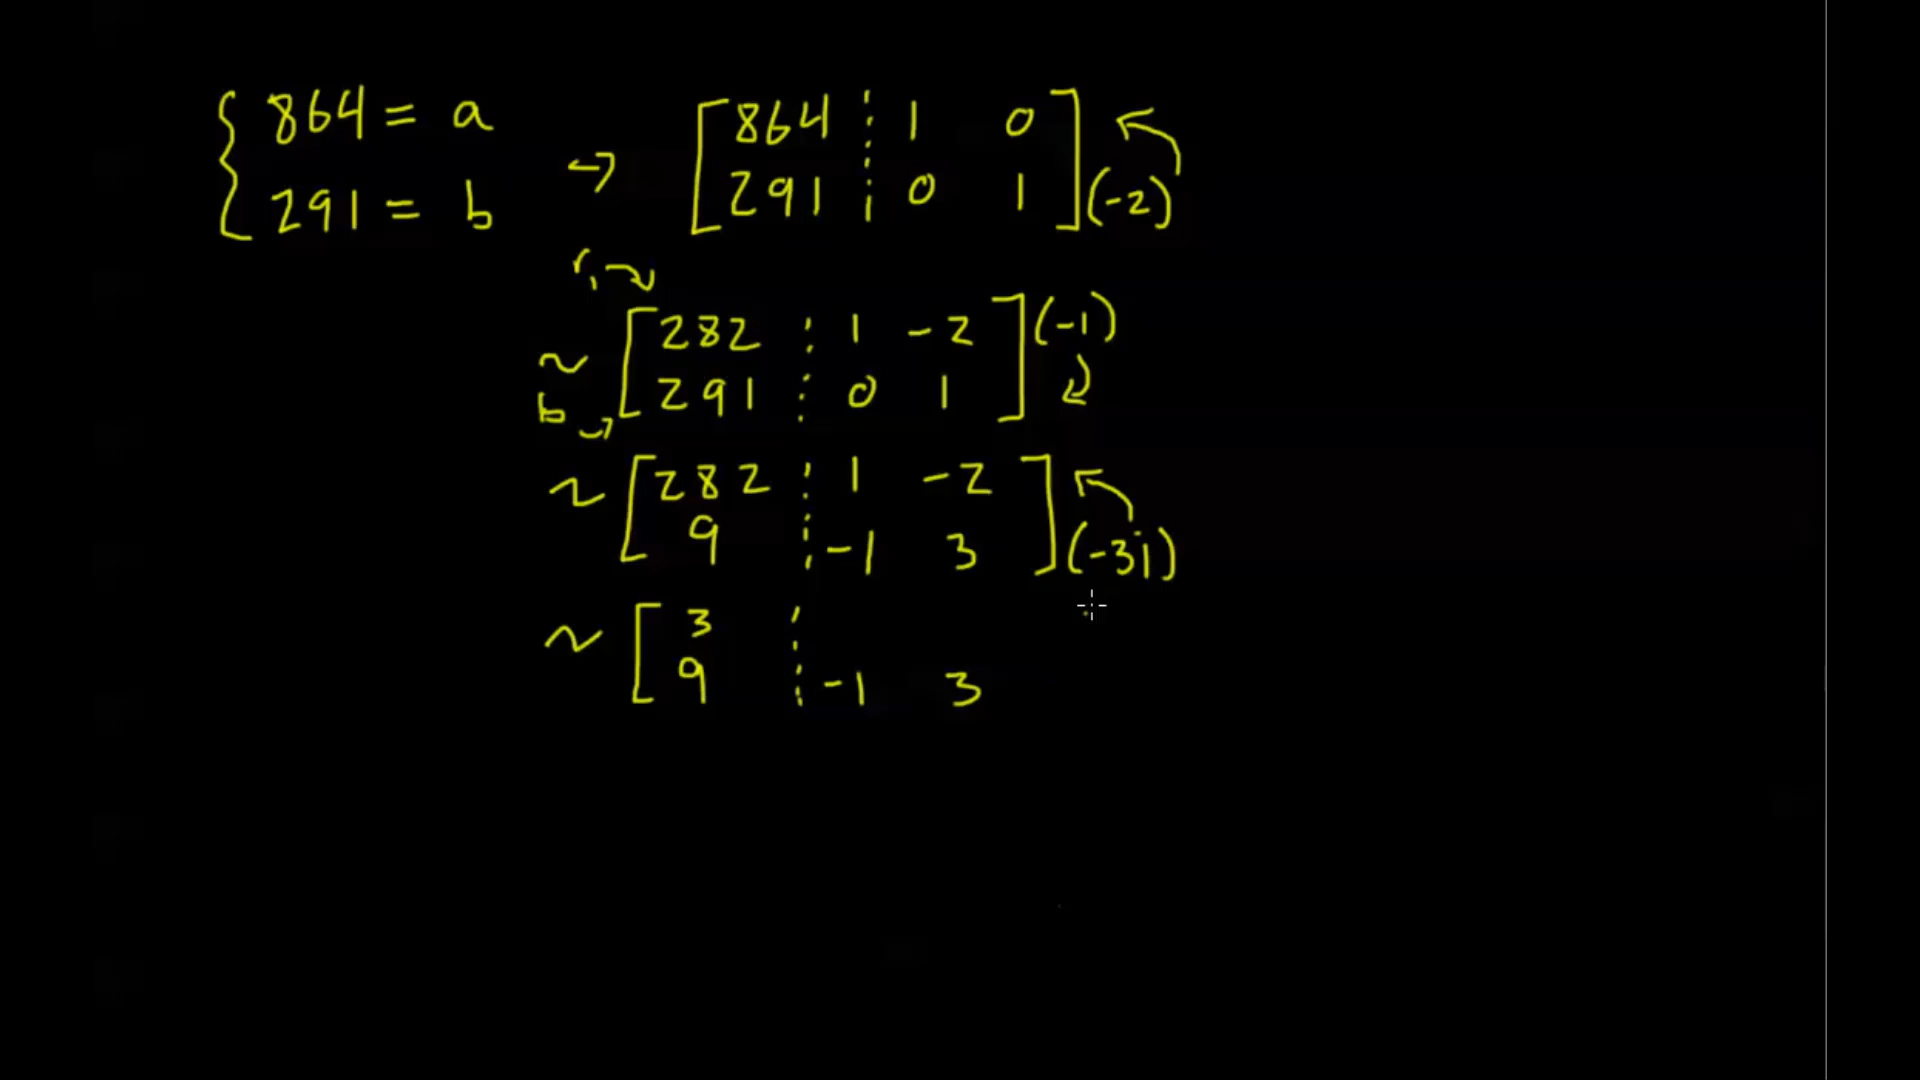 864 = a → [ 864 ⋮ 1 0 ]
291 = b [ 291 ⋮ 0 1 ] (-2)
r₁
~ [ 282 ⋮ 1 -2 ] (-1)
b [ 291 ⋮ 0 1 ]
~ [ 282 ⋮ 1 -2 ]
[ 9 ⋮ -1 3 ] (-31)
~ [ 3 ⋮
[ 9 ⋮ -1 3